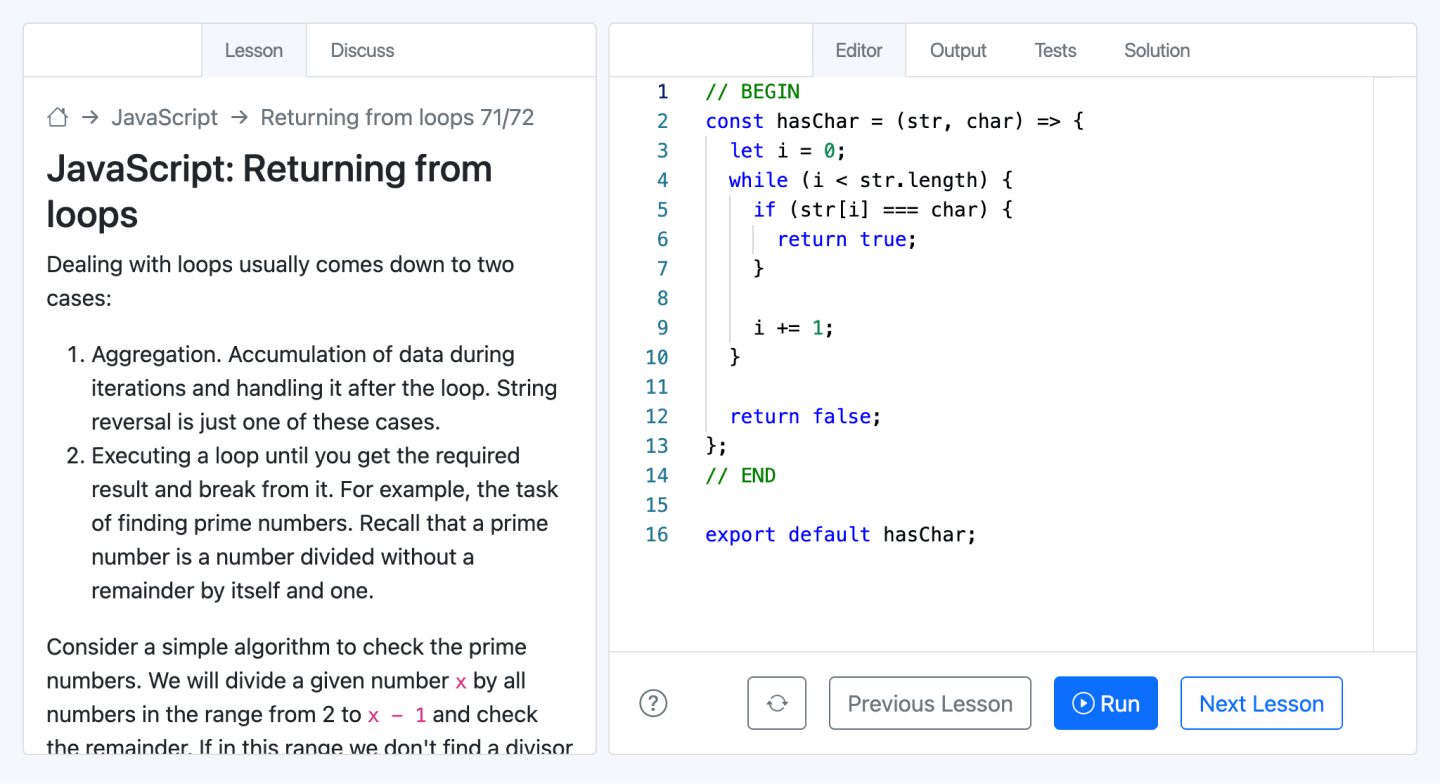 Lesson Discuss
JavaScript Returning from loops 71/72
JavaScript: Returning from
loops
Dealing with loops usually comes down to two
cases:
1. Aggregation. Accumulation of data during
iterations and handling it after the loop. String
reversal is just one of these cases.
2. Executing a loop until you get the required
result and break from it. For example, the task
of finding prime numbers. Recall that a prime
number is a number divided without a
remainder by itself and one.
Consider a simple algorithm to check the prime
numbers. We will divide a given number x by all
numbers in the range from 2 to x - 1 and check
the remainder. If in this range we don't find a divisor
Editor Output Tests Solution
1 // BEGIN
2 const hasChar = (str, char) => {
3 let i = 0;
4 while (i < str.length) {
5 if (str[i] === char) {
6 return true;
7 }
8
9 i += 1;
10 }
11
12 return false;
13 };
14 // END
15
16 export default hasChar;
? Previous Lesson Run Next Lesson